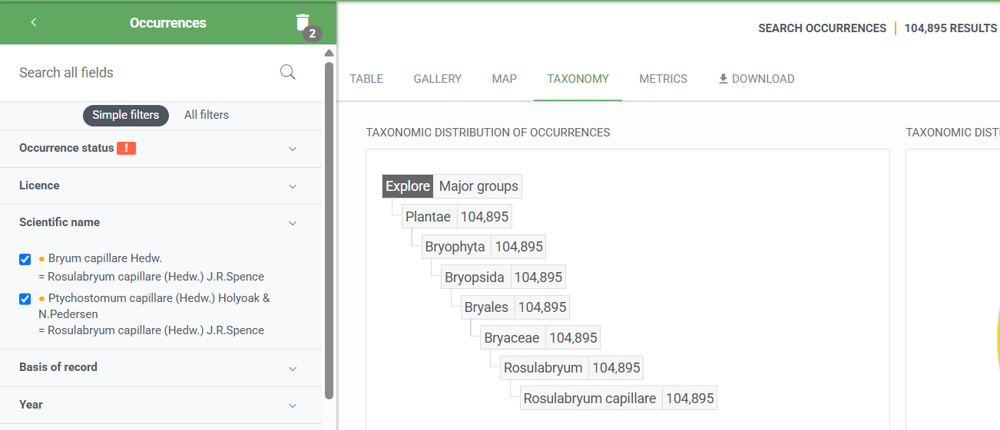 Occurrences
2
Search all fields
Simple filters All filters
Occurrence status !
Licence
Scientific name
Bryum capillare Hedw.
= Rosulabryum capillare (Hedw.) J.R.Spence
Ptychostomum capillare (Hedw.) Holyoak &
N.Pedersen
= Rosulabryum capillare (Hedw.) J.R.Spence
Basis of record
Year
SEARCH OCCURRENCES 104,895 RESULTS
TABLE GALLERY MAP TAXONOMY METRICS DOWNLOAD
TAXONOMIC DISTRIBUTION OF OCCURRENCES
Explore Major groups
Plantae 104,895
Bryophyta 104,895
Bryopsida 104,895
Bryales 104,895
Bryaceae 104,895
Rosulabryum 104,895
Rosulabryum capillare 104,895
TAXONOMIC